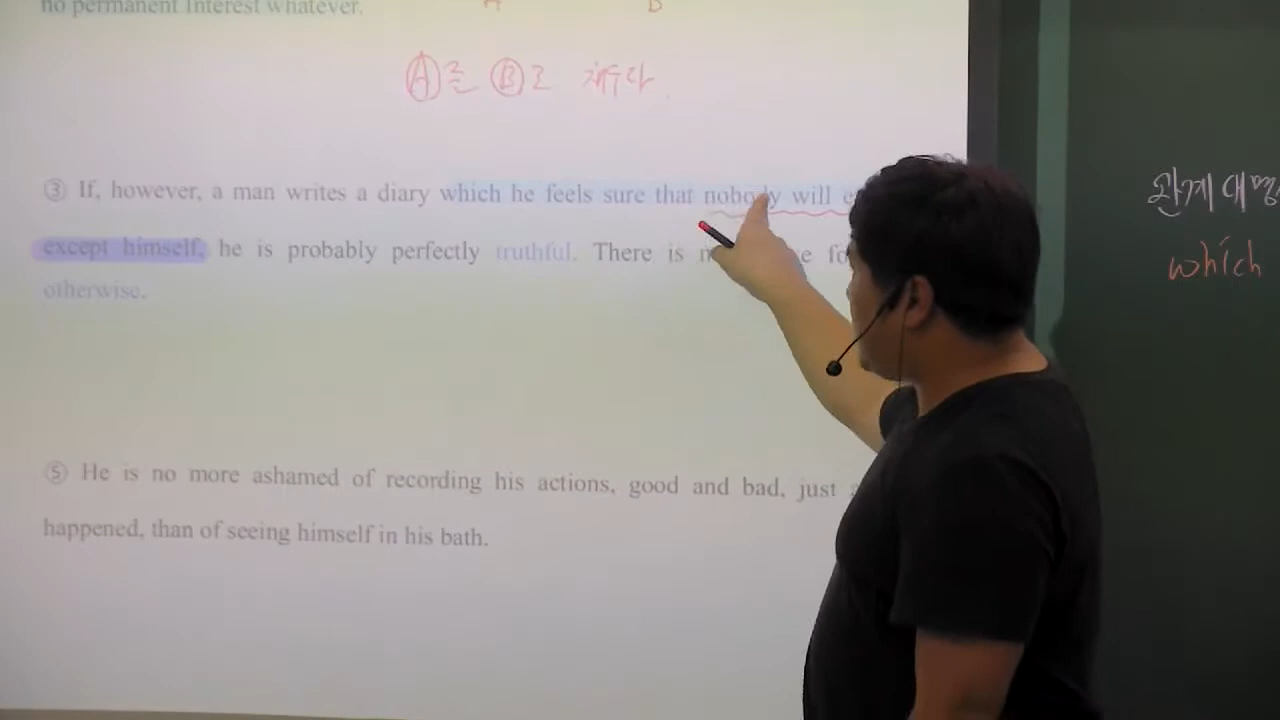 no permanent Interest whatever.
A B
Ⓐ를 Ⓑ로 채우다.
③ If, however, a man writes a diary which he feels sure that nobody will
except himself, he is probably perfectly truthful. There is
otherwise.
⑤ He is no more ashamed of recording his actions, good and bad, just
happened, than of seeing himself in his bath.
관계대명
which